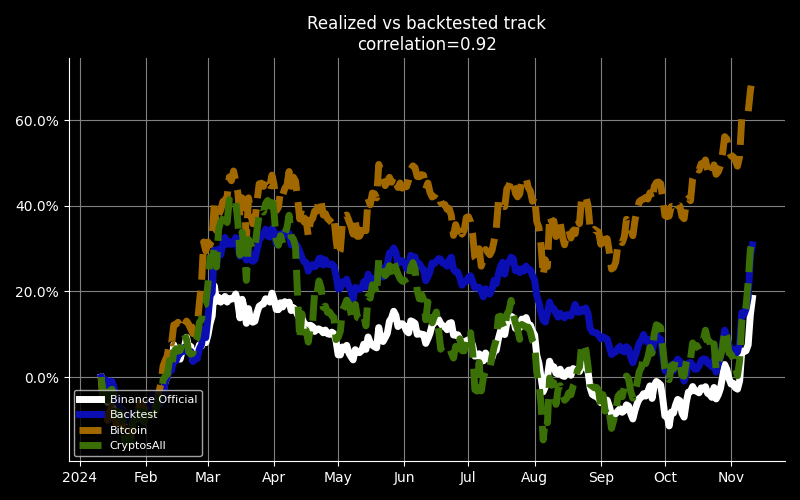 Realized vs backtested track
correlation=0.92
60.0%
40.0%
20.0%
0.0%
Binance Official
Backtest
Bitcoin
CryptosAll
2024 Feb Mar Apr May Jun Jul Aug Sep Oct Nov